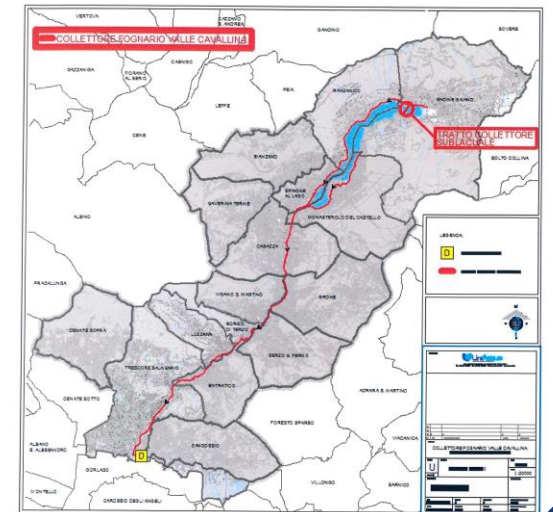 VERTOVA
CAZZANO
S. ANDREA
GANDINO
SOVERE
COLLETTORE FOGNARIO VALLE CAVALLINA
GAZZANIGA
FIORANO
AL SERIO
CASNIGO
LEFFE
PEIA
RANZANICO
ENDINE GAIANO
CENE
TRATTO COLLETTORE
SUBLACUALE
BIANZANO
SOLTO COLLINA
SPINONE
AL LAGO
ALBINO
GAVERINA TERME
MONASTEROLO DEL CASTELLO
CASAZZA
LEGENDA
D
PRADALUNGA
VIGANO S. MARTINO
GRONE
CENATE SOPRA
LUZZANA
BORGO
DI TERZO
BERZO S. FERMO
TRESCORE BALNEARIO
ENTRATICO
ADRARA S. MARTINO
CENATE SOTTO
FORESTO SPARSO
VIADANICA
COLLETTORE FOGNARIO VALLE CAVALLINA
ALBANO
S. ALESSANDRO
ZANDOBBIO
D
U
GORLAGO
MONTELLO
CAROBBIO DEGLI ANGELI
VILLONGO
SARNICO